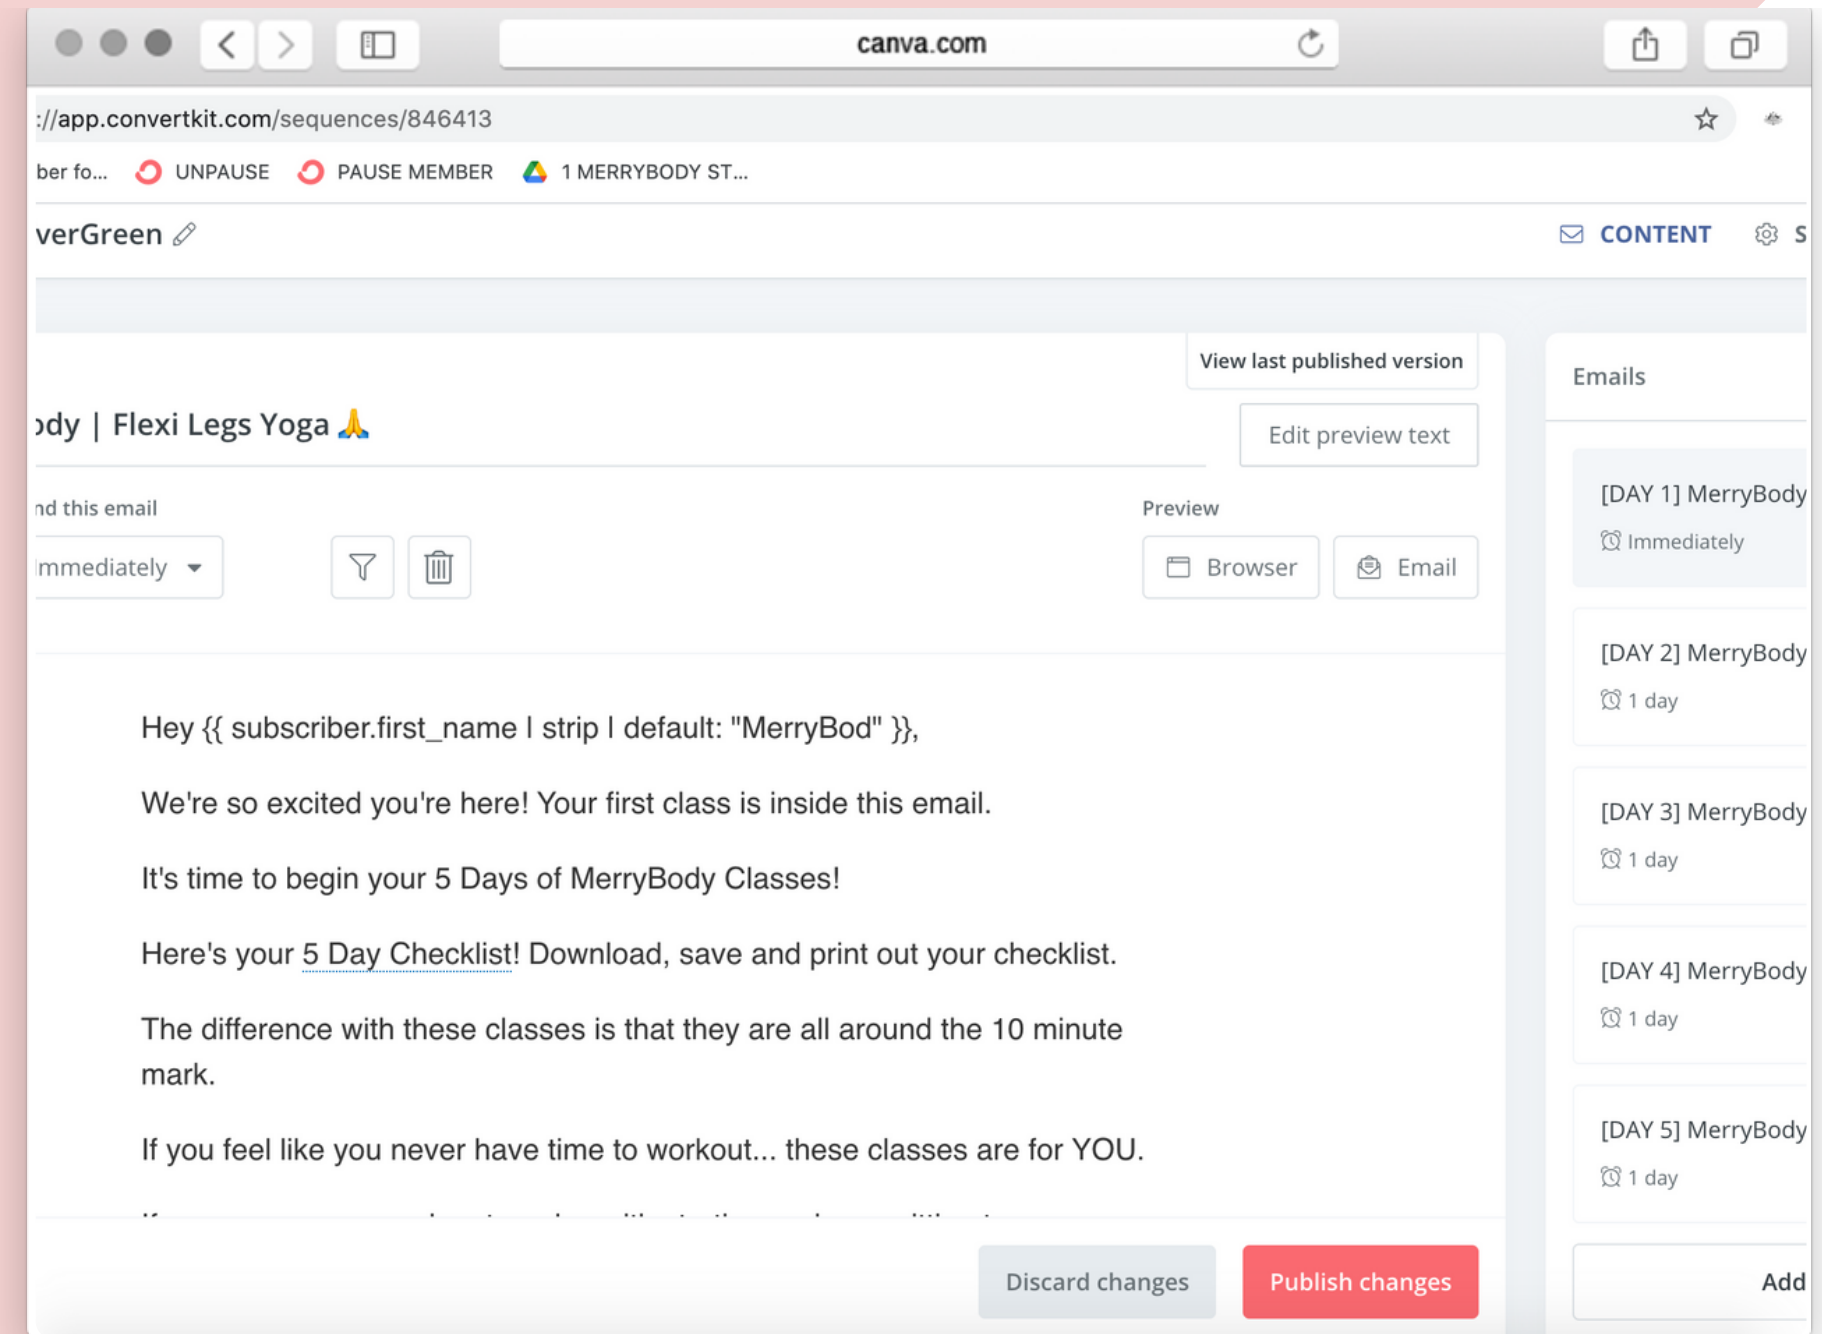 canva.com
://app.convertkit.com/sequences/846413
ber fo... UNPAUSE PAUSE MEMBER 1 MERRYBODY ST...
verGreen CONTENT S
View last published version
Emails
ody | Flexi Legs Yoga 🙏
Edit preview text
[DAY 1] MerryBody
Immediately
nd this email
Preview
mmediately
Browser
Email
[DAY 2] MerryBody
1 day
Hey {{ subscriber.first_name | strip | default: "MerryBod" }},
We're so excited you're here! Your first class is inside this email.
[DAY 3] MerryBody
1 day
It's time to begin your 5 Days of MerryBody Classes!
Here's your 5 Day Checklist! Download, save and print out your checklist.
[DAY 4] MerryBody
1 day
The difference with these classes is that they are all around the 10 minute
mark.
If you feel like you never have time to workout... these classes are for YOU.
[DAY 5] MerryBody
1 day
Discard changes
Publish changes
Add